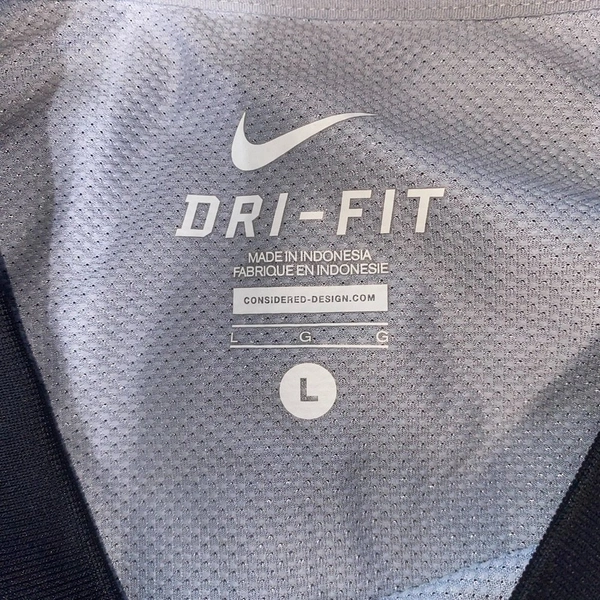 DRI-FIT
MADE IN INDONESIA
FABRIQUE EN INDONESIE
CONSIDERED-DESIGN.COM
L G G
L